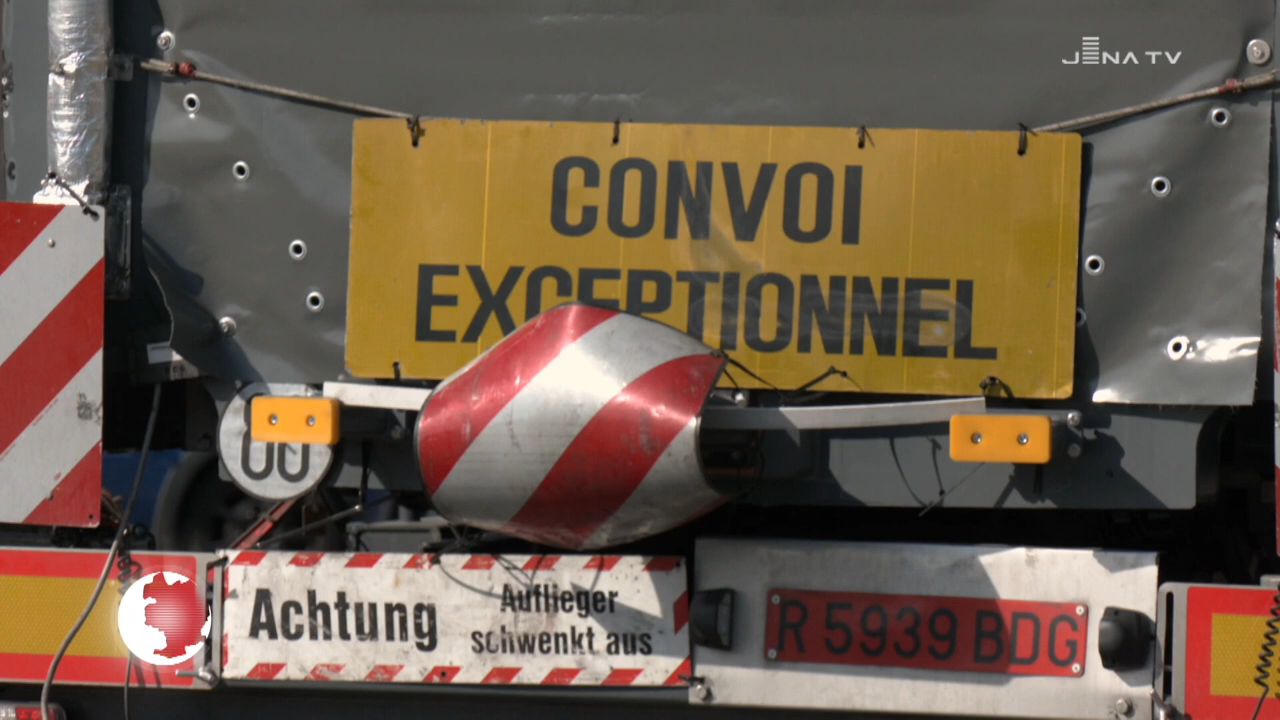 JENA TV
CONVOI
EXCEPTIONNEL
Achtung
Auflieger
schwenkt aus
R 5939 BDG